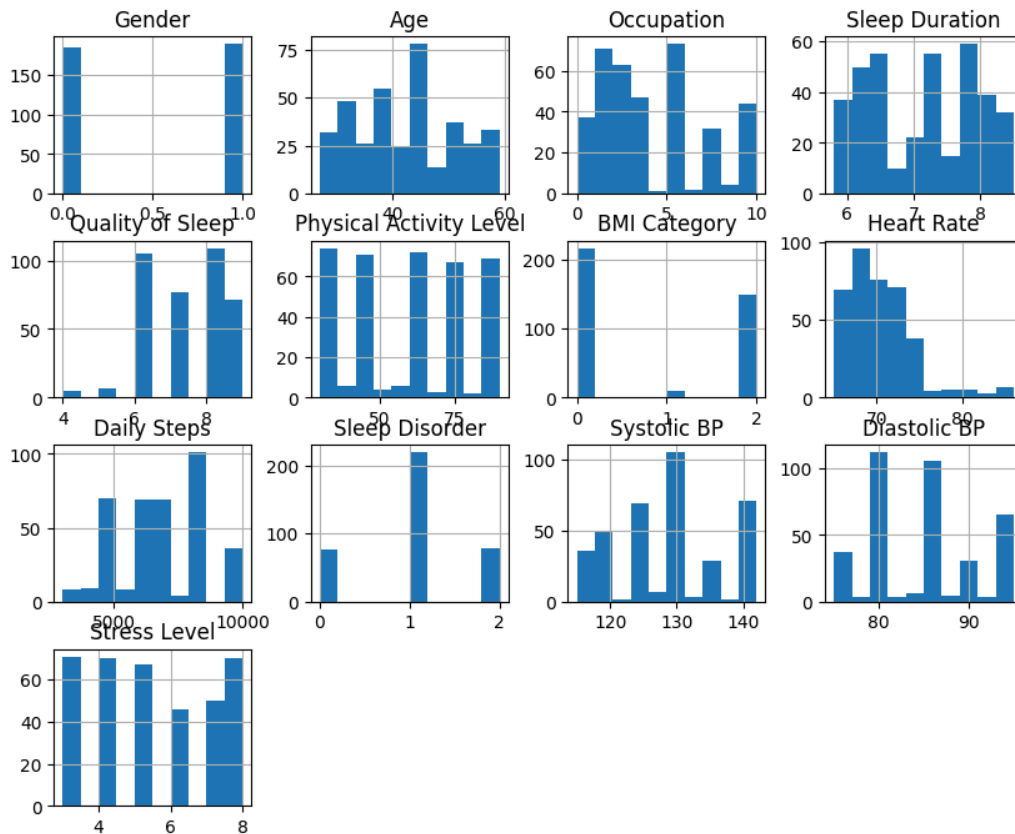 Gender
150
100
50
0
0.0 0.5 1.0
Age
75
50
25
0
40 60
Occupation
60
40
20
0
0 5 10
Sleep Duration
60
40
20
0
6 7 8
Quality of Sleep
100
50
0
4 6 8
Physical Activity Level
60
40
20
0
50 75
BMI Category
200
100
0
0 1 2
Heart Rate
100
50
0
70 80
Daily Steps
100
50
0
5000 10000
Sleep Disorder
200
100
0
0 1 2
Systolic BP
100
50
0
120 130 140
Diastolic BP
100
50
0
80 90
Stress Level
60
40
20
0
4 6 8